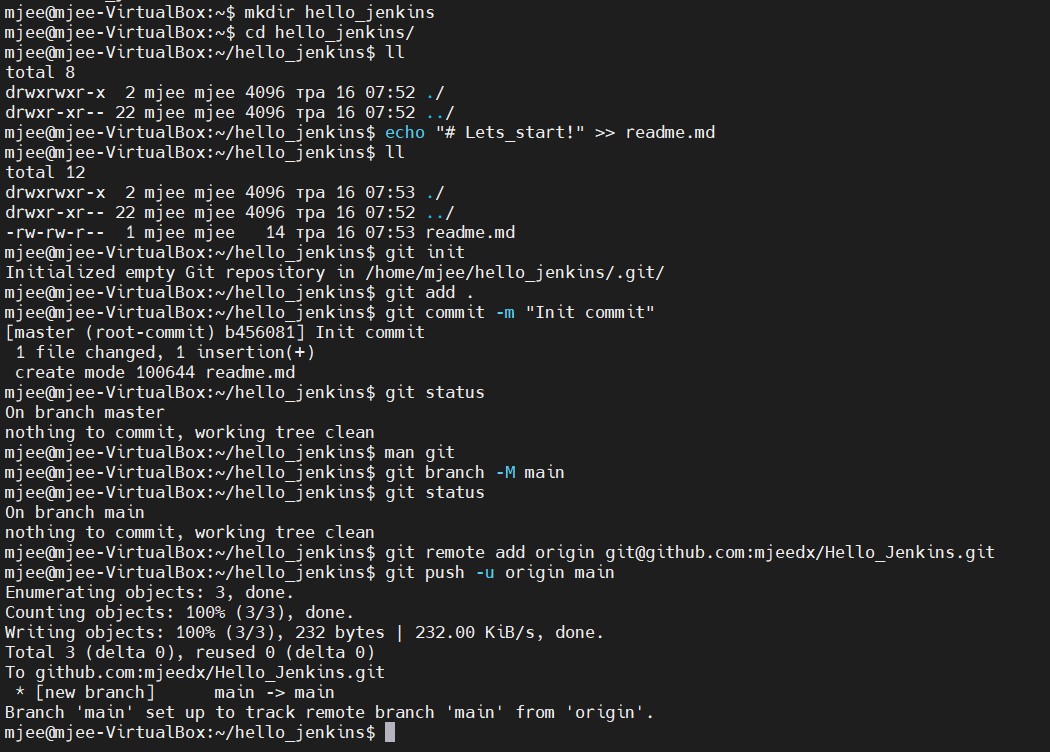 mjee@mjee-VirtualBox:~$ mkdir hello_jenkins
mjee@mjee-VirtualBox:~$ cd hello_jenkins/
mjee@mjee-VirtualBox:~/hello_jenkins$ ll
total 8
drwxrwxr-x  2 mjee mjee 4096 тра 16 07:52 ./
drwxr-xr-- 22 mjee mjee 4096 тра 16 07:52 ../
mjee@mjee-VirtualBox:~/hello_jenkins$ echo "# Lets_start!" >> readme.md
mjee@mjee-VirtualBox:~/hello_jenkins$ ll
total 12
drwxrwxr-x  2 mjee mjee 4096 тра 16 07:53 ./
drwxr-xr-- 22 mjee mjee 4096 тра 16 07:52 ../
-rw-rw-r--  1 mjee mjee   14 тра 16 07:53 readme.md
mjee@mjee-VirtualBox:~/hello_jenkins$ git init
Initialized empty Git repository in /home/mjee/hello_jenkins/.git/
mjee@mjee-VirtualBox:~/hello_jenkins$ git add .
mjee@mjee-VirtualBox:~/hello_jenkins$ git commit -m "Init commit"
[master (root-commit) b456081] Init commit
 1 file changed, 1 insertion(+)
 create mode 100644 readme.md
mjee@mjee-VirtualBox:~/hello_jenkins$ git status
On branch master
nothing to commit, working tree clean
mjee@mjee-VirtualBox:~/hello_jenkins$ man git
mjee@mjee-VirtualBox:~/hello_jenkins$ git branch -M main
mjee@mjee-VirtualBox:~/hello_jenkins$ git status
On branch main
nothing to commit, working tree clean
mjee@mjee-VirtualBox:~/hello_jenkins$ git remote add origin git@github.com:mjeedx/Hello_Jenkins.git
mjee@mjee-VirtualBox:~/hello_jenkins$ git push -u origin main
Enumerating objects: 3, done.
Counting objects: 100% (3/3), done.
Writing objects: 100% (3/3), 232 bytes | 232.00 KiB/s, done.
Total 3 (delta 0), reused 0 (delta 0)
To github.com:mjeedx/Hello_Jenkins.git
 * [new branch]      main -> main
Branch 'main' set up to track remote branch 'main' from 'origin'.
mjee@mjee-VirtualBox:~/hello_jenkins$